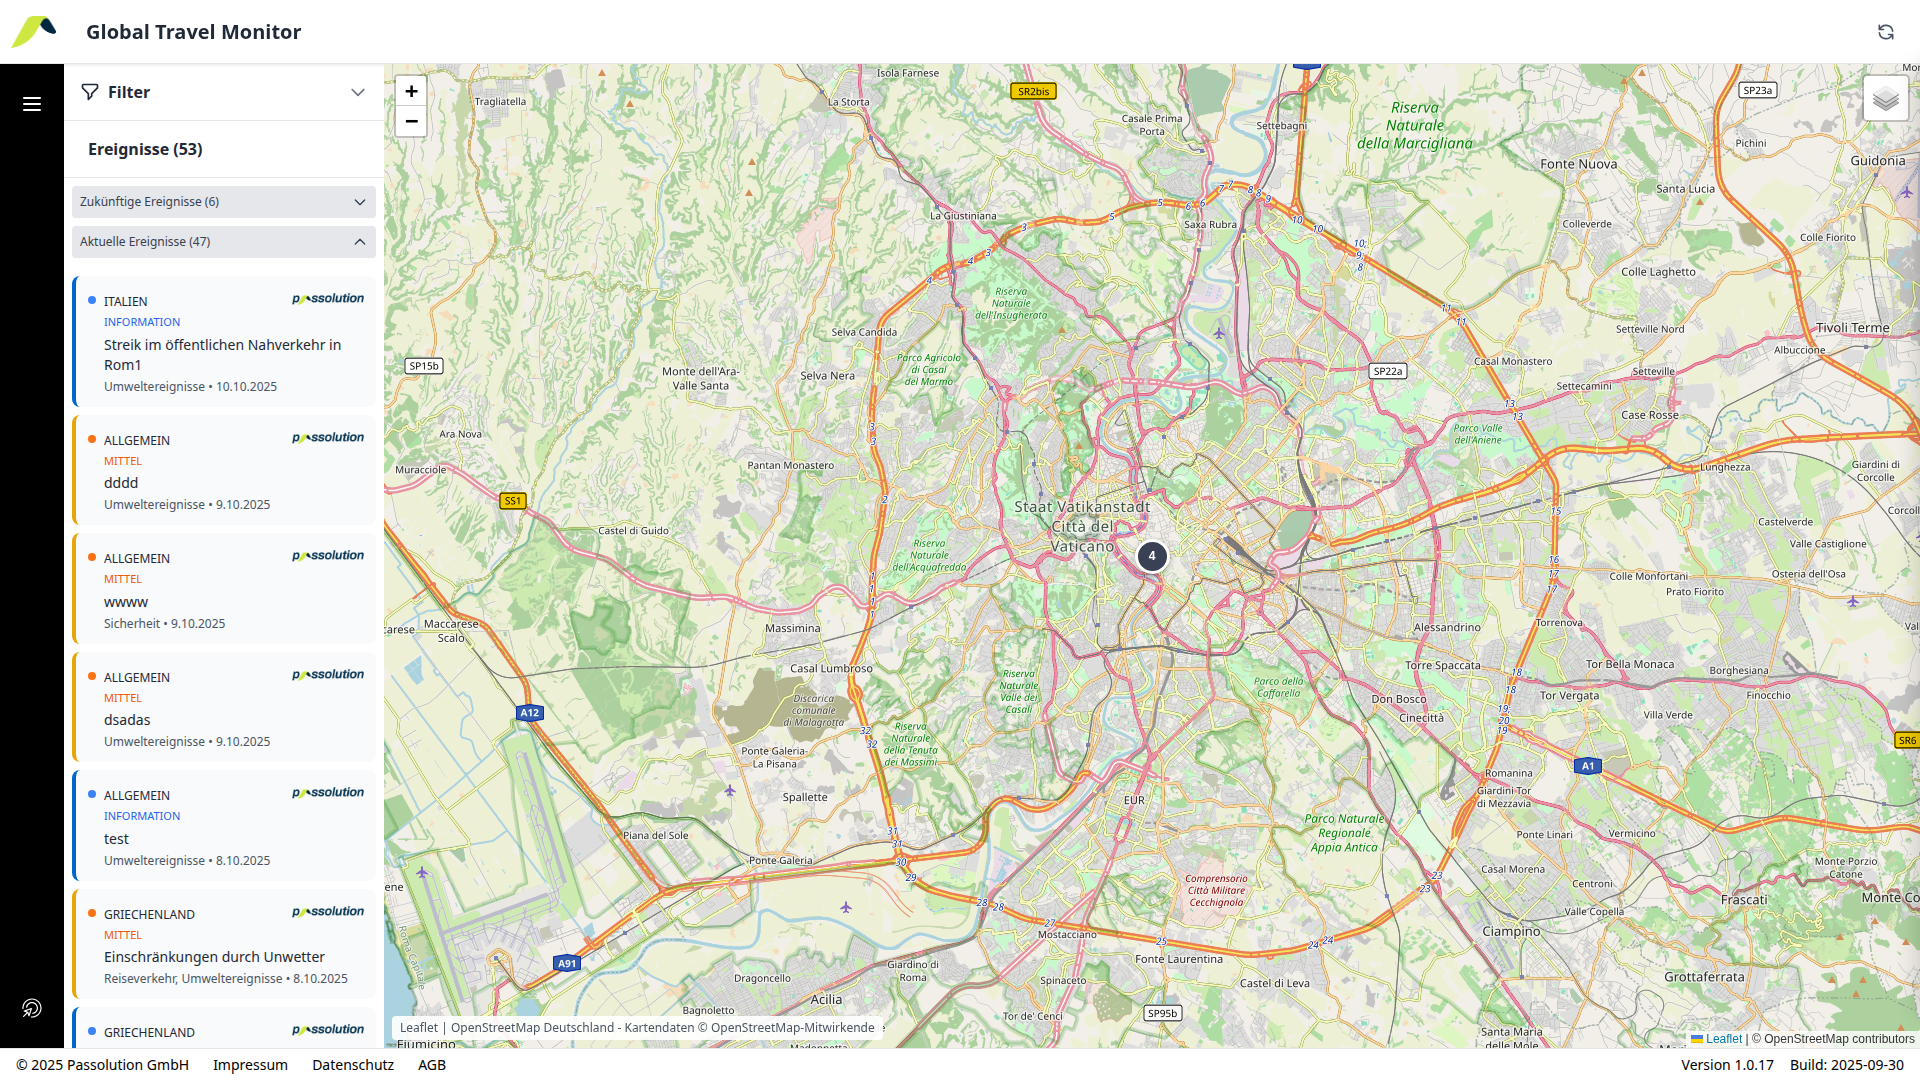 Global Travel Monitor
Filter
Ereignisse (53)
Zukünftige Ereignisse (6)
Aktuelle Ereignisse (47)
ITALIEN
passolution
INFORMATION
Streik im öffentlichen Nahverkehr in
Rom1
Umweltereignisse • 10.10.2025
ALLGEMEIN
passolution
MITTEL
dddd
Umweltereignisse • 9.10.2025
ALLGEMEIN
passolution
MITTEL
wwww
Sicherheit • 9.10.2025
ALLGEMEIN
passolution
MITTEL
dsadas
Umweltereignisse • 9.10.2025
ALLGEMEIN
passolution
INFORMATION
test
Umweltereignisse • 8.10.2025
GRIECHENLAND
passolution
MITTEL
Einschränkungen durch Unwetter
Reiseverkehr, Umweltereignisse • 8.10.2025
GRIECHENLAND
passolution
+
−
Isola Farnese
Tragliatella
La Storta
SR2bis
Casale Prima
Porta
Settebagni
Riserva
Naturale
della Marcigliana
SP23a
Pichini
Fonte Nuova
Guidonia
Santa Lucia
La Giustiniana
Saxa Rubra
Colleverde
Colle Fiorito
Colle Laghetto
Riserva
Naturale
dell'Insugherata
Selva Candida
Setteville Nord
Tivoli Terme
Albuccione
SP15b
Parco Agricolo
di Casal
del Marmo
Monte dell'Ara-
Valle Santa
Selva Nera
SP22a
Casal Monastero
Setteville
Settecamini
Case Rosse
Ara Nova
Parco Valle
dell'Aniene
Muracciole
Pantan Monastero
Lunghezza
Giardini di
Corcolle
SS1
Staat Vatikanstadt
Città del
Vaticano
4
Castel di Guido
Castelverde
Valle Castiglione
Riserva
Naturale
dell'Acquafredda
Colle Monfortani
Osteria dell'Osa
Prato Fiorito
Maccarese
Scalo
Massimina
Alessandrino
Torrenova
Casal Lumbroso
Torre Spaccata
Tor Bella Monaca
Borghesiana
Riserva
Naturale
Valle dei
Casali
Parco della
Caffarella
Don Bosco
Tor Vergata
Finocchio
Discarica
comunale
di Malagrotta
A12
Cinecittà
Villa Verde
Riserva
Naturale
della Tenuta
dei Massimi
SR6
Ponte Galeria-
La Pisana
A1
Romanina
Giardini Tor
di Mezzavia
Spallette
EUR
Parco Naturale
Regionale
Appia Antica
Piana del Sole
Ponte Linari
Vermicino
Ponte Galeria
Casal Morena
Monte Porzio
Catone
Comprensorio
Città Militare
Cecchignola
Centroni
Frascati
Monte Co
Valle Copella
Mostacciano
Ciampino
Fonte Laurentina
A91
Giardino di
Roma
Dragoncello
Spinaceto
Castel di Leva
Grottaferrata
Acilia
Bagnoletto
Tor de' Cenci
SP95b
Santa Maria
delle Mole
Fiumicino
Leaflet | OpenStreetMap Deutschland - Kartendaten © OpenStreetMap-Mitwirkende
Leaflet | © OpenStreetMap contributors
© 2025 Passolution GmbH
Impressum
Datenschutz
AGB
Version 1.0.17
Build: 2025-09-30